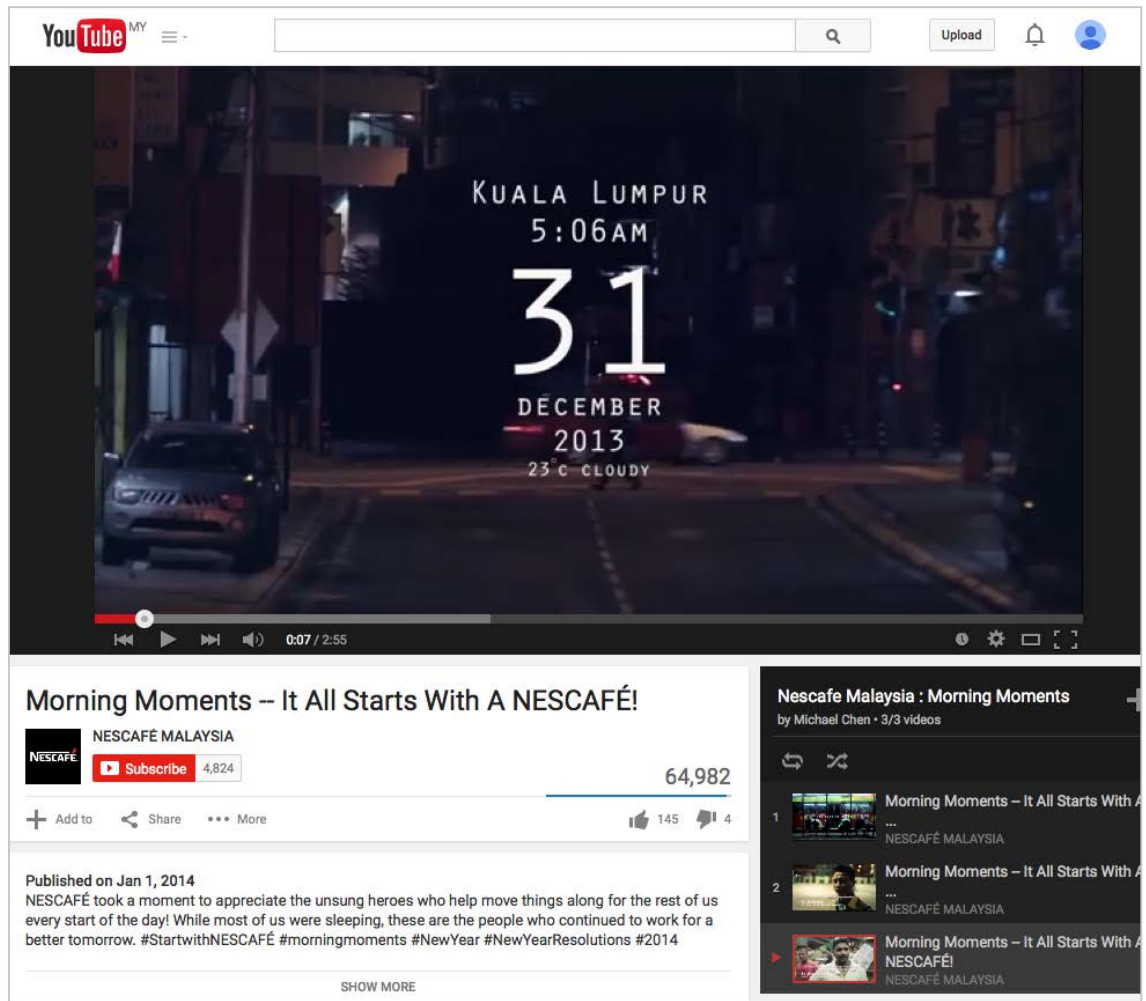 YouTube MY
Upload
KUALA LUMPUR
5:06AM
31
DECEMBER
2013
23°C CLOUDY
0:07 / 2:55
Morning Moments -- It All Starts With A NESCAFÉ!
NESCAFÉ
NESCAFÉ MALAYSIA
Subscribe 4,824
64,982
Add to Share More
145 4
Published on Jan 1, 2014
NESCAFÉ took a moment to appreciate the unsung heroes who help move things along for the rest of us
every start of the day! While most of us were sleeping, these are the people who continued to work for a
better tomorrow. #StartwithNESCAFÉ #morningmoments #NewYear #NewYearResolutions #2014
SHOW MORE
Nescafe Malaysia : Morning Moments
by Michael Chen • 3/3 videos
1
Morning Moments -- It All Starts With A
...
NESCAFÉ MALAYSIA
2
Morning Moments -- It All Starts With A
...
NESCAFÉ MALAYSIA
Morning Moments -- It All Starts With A
NESCAFÉ!
NESCAFÉ MALAYSIA